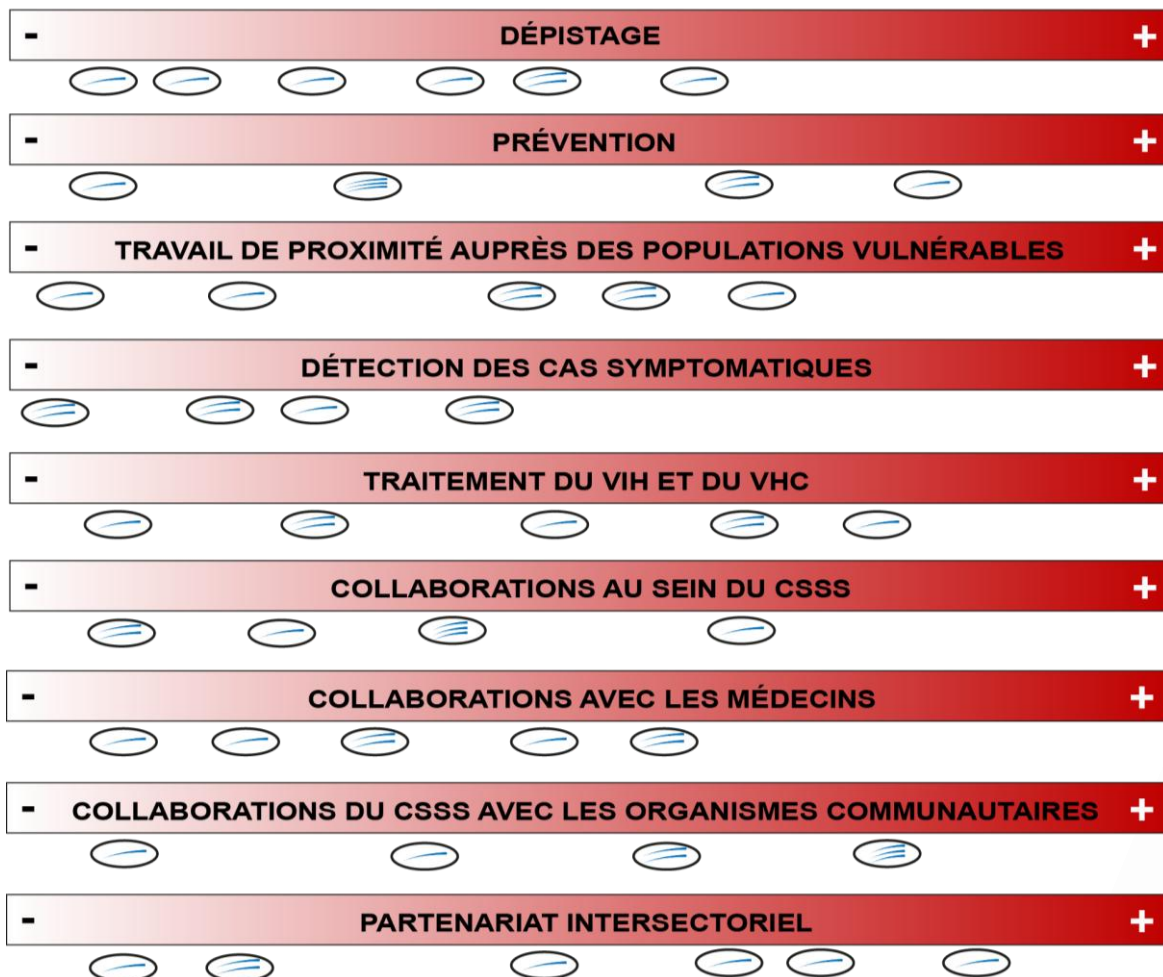 - DÉPISTAGE +
- PRÉVENTION +
- TRAVAIL DE PROXIMITÉ AUPRÈS DES POPULATIONS VULNÉRABLES +
- DÉTECTION DES CAS SYMPTOMATIQUES +
- TRAITEMENT DU VIH ET DU VHC +
- COLLABORATIONS AU SEIN DU CSSS +
- COLLABORATIONS AVEC LES MÉDECINS +
- COLLABORATIONS DU CSSS AVEC LES ORGANISMES COMMUNAUTAIRES +
- PARTENARIAT INTERSECTORIEL +